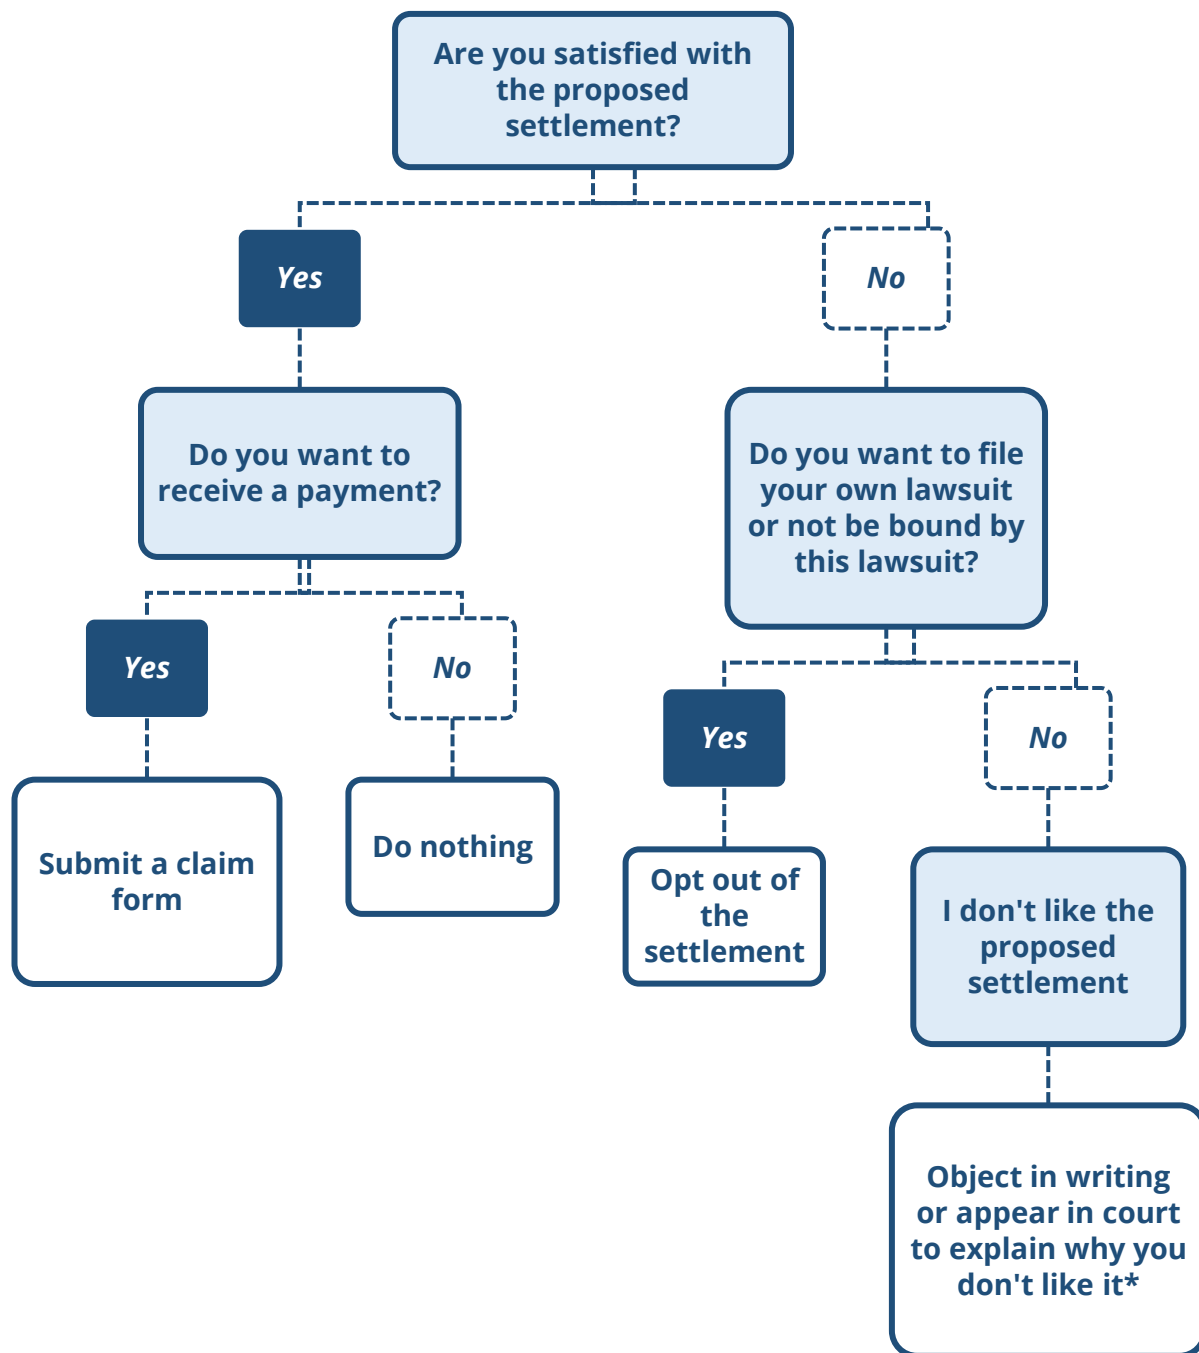 Are you satisfied with
the proposed
settlement?
Yes
No
Do you want to
receive a payment?
Do you want to file
your own lawsuit
or not be bound by
this lawsuit?
Yes
No
Yes
No
Submit a claim
form
Do nothing
Opt out of
the
settlement
I don't like the
proposed
settlement
Object in writing
or appear in court
to explain why you
don't like it*